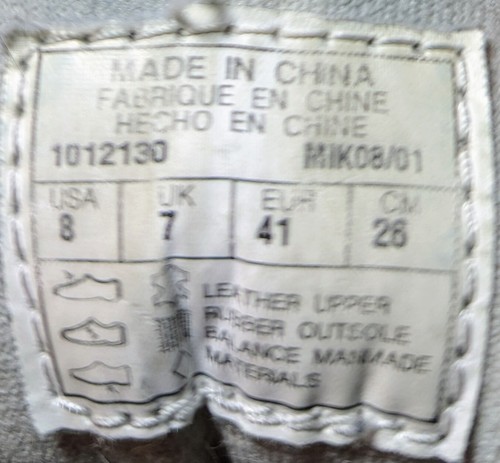 MADE IN CHINA
FABRIQUE EN CHINE
HECHO EN CHINE
1012130 MIK08/01
USA UK EUR CM
8 7 41 26
LEATHER UPPER
RUBBER OUTSOLE
BALANCE MANMADE
MATERIALS